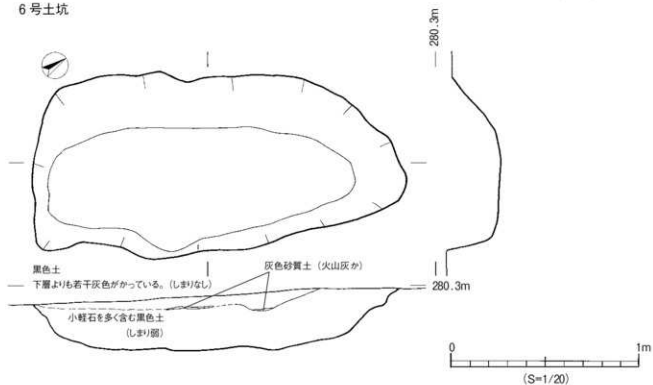 6号土坑
280.3m
黒色土
下層よりも若干灰色がかっている。(しまりなし)
灰色砂質土(火山灰か)
280.3m
小軽石を多く含む黒色土
(しまり弱)
0 1m
(S=1/20)